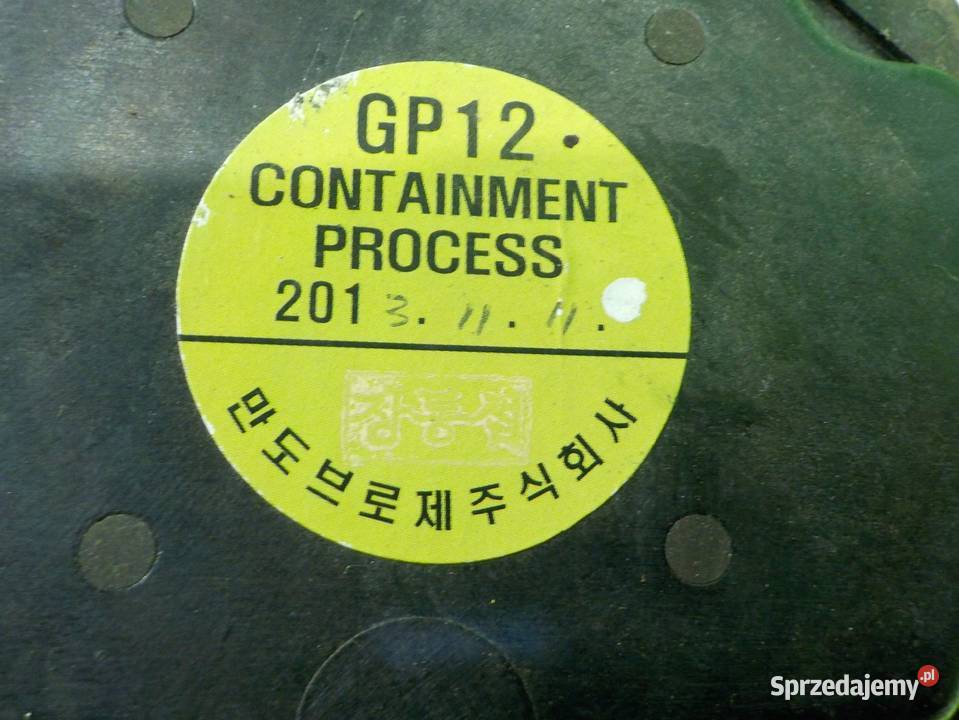 GP12.
CONTAINMENT
PROCESS
2013. 11. 11.
만도브로제주식회사
Sprzedajemy.pl